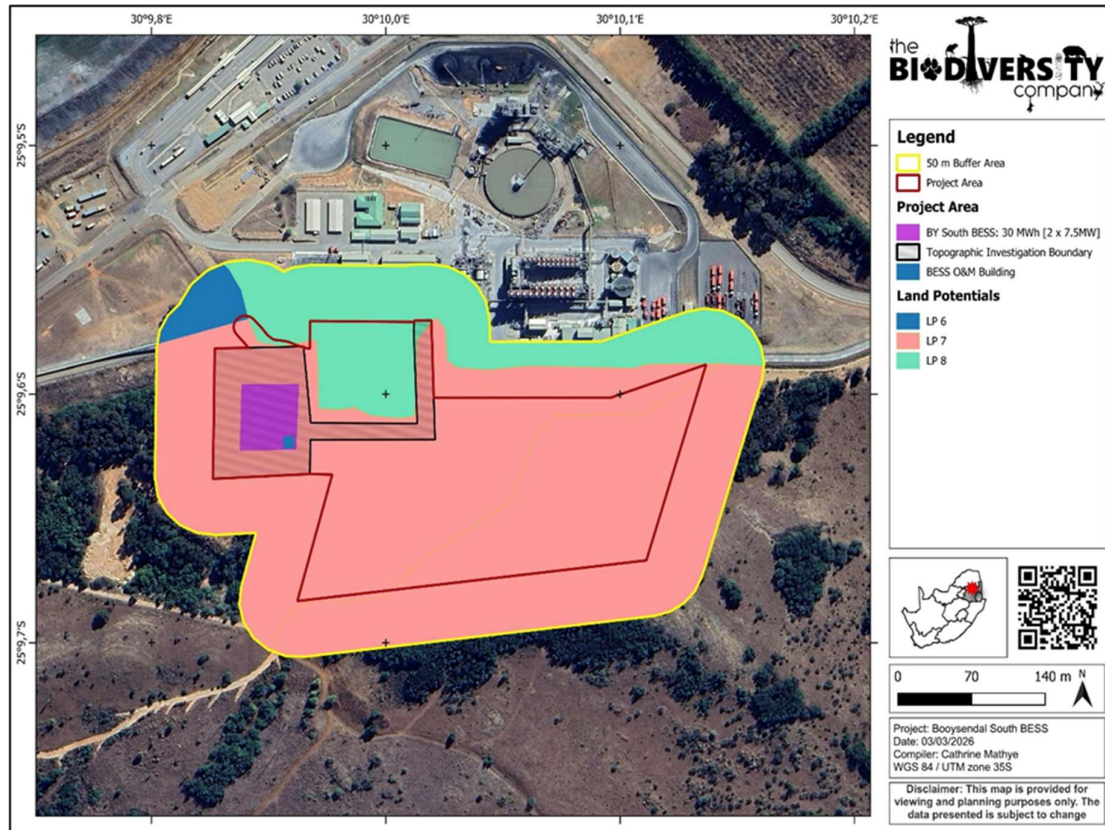 30°9,8'E 30°10,0'E 30°10,1'E 30°10,2'E
25°9,5'S
25°9,6'S
25°9,7'S
the
BIODIVERSITY
company
Legend
50 m Buffer Area
Project Area
Project Area
BY South BESS: 30 MWh [2 x 7.5MW]
Topographic Investigation Boundary
BESS O&M Building
Land Potentials
LP 6
LP 7
LP 8
0 70 140 m N
Project: Booysendal South BESS
Date: 03/03/2026
Compiler: Cathrine Mathye
WGS 84 / UTM zone 35S
Disclaimer: This map is provided for
viewing and planning purposes only. The
data presented is subject to change